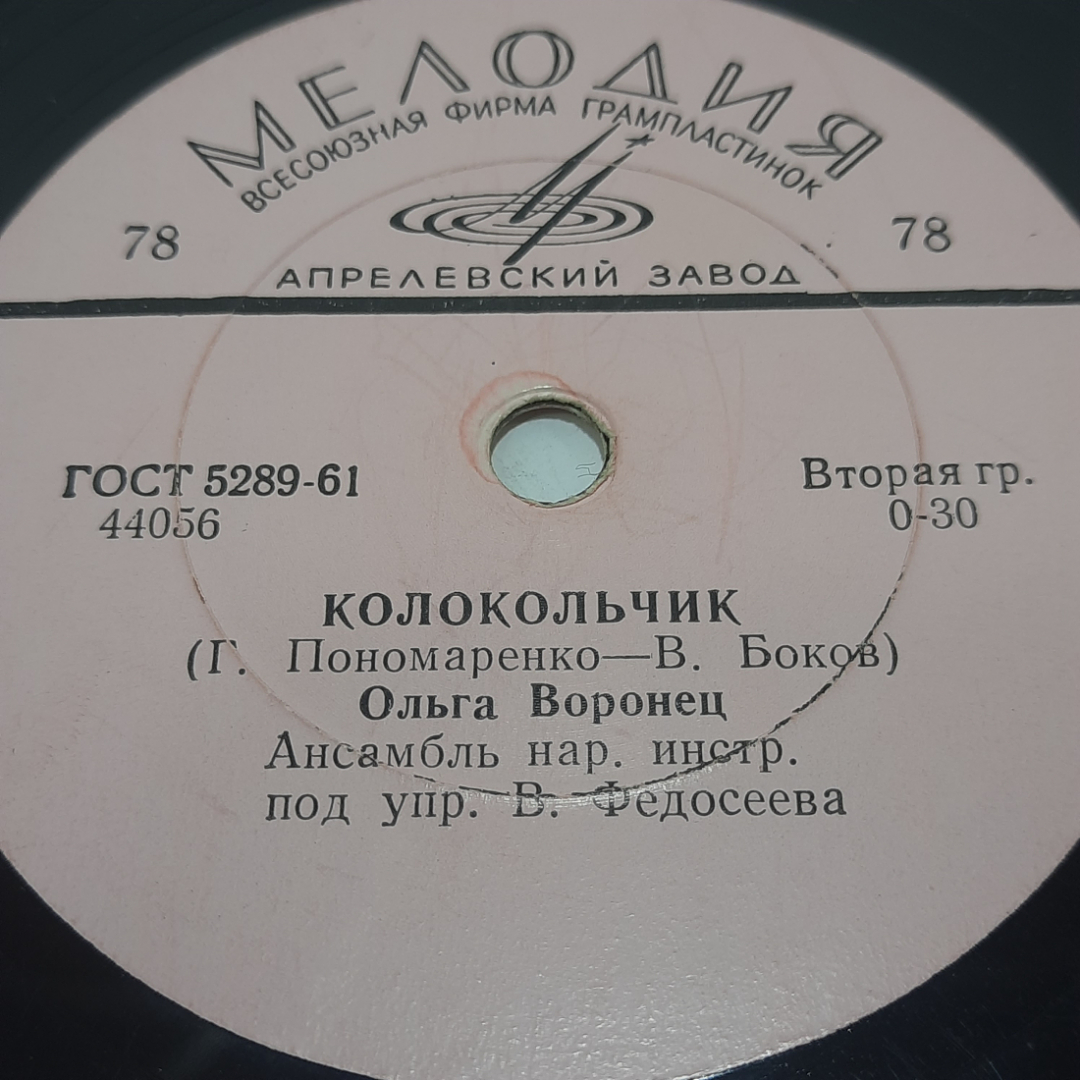 МЕЛОДИЯ
ВСЕСОЮЗНАЯ ФИРМА ГРАМПЛАСТИНОК
78 78
АПРЕЛЕВСКИЙ ЗАВОД
ГОСТ 5289-61 Вторая гр.
44056 0-30
КОЛОКОЛЬЧИК
(Г. Пономаренко—В. Боков)
Ольга Воронец
Ансамбль нар. инстр.
под упр. В. Федосеева